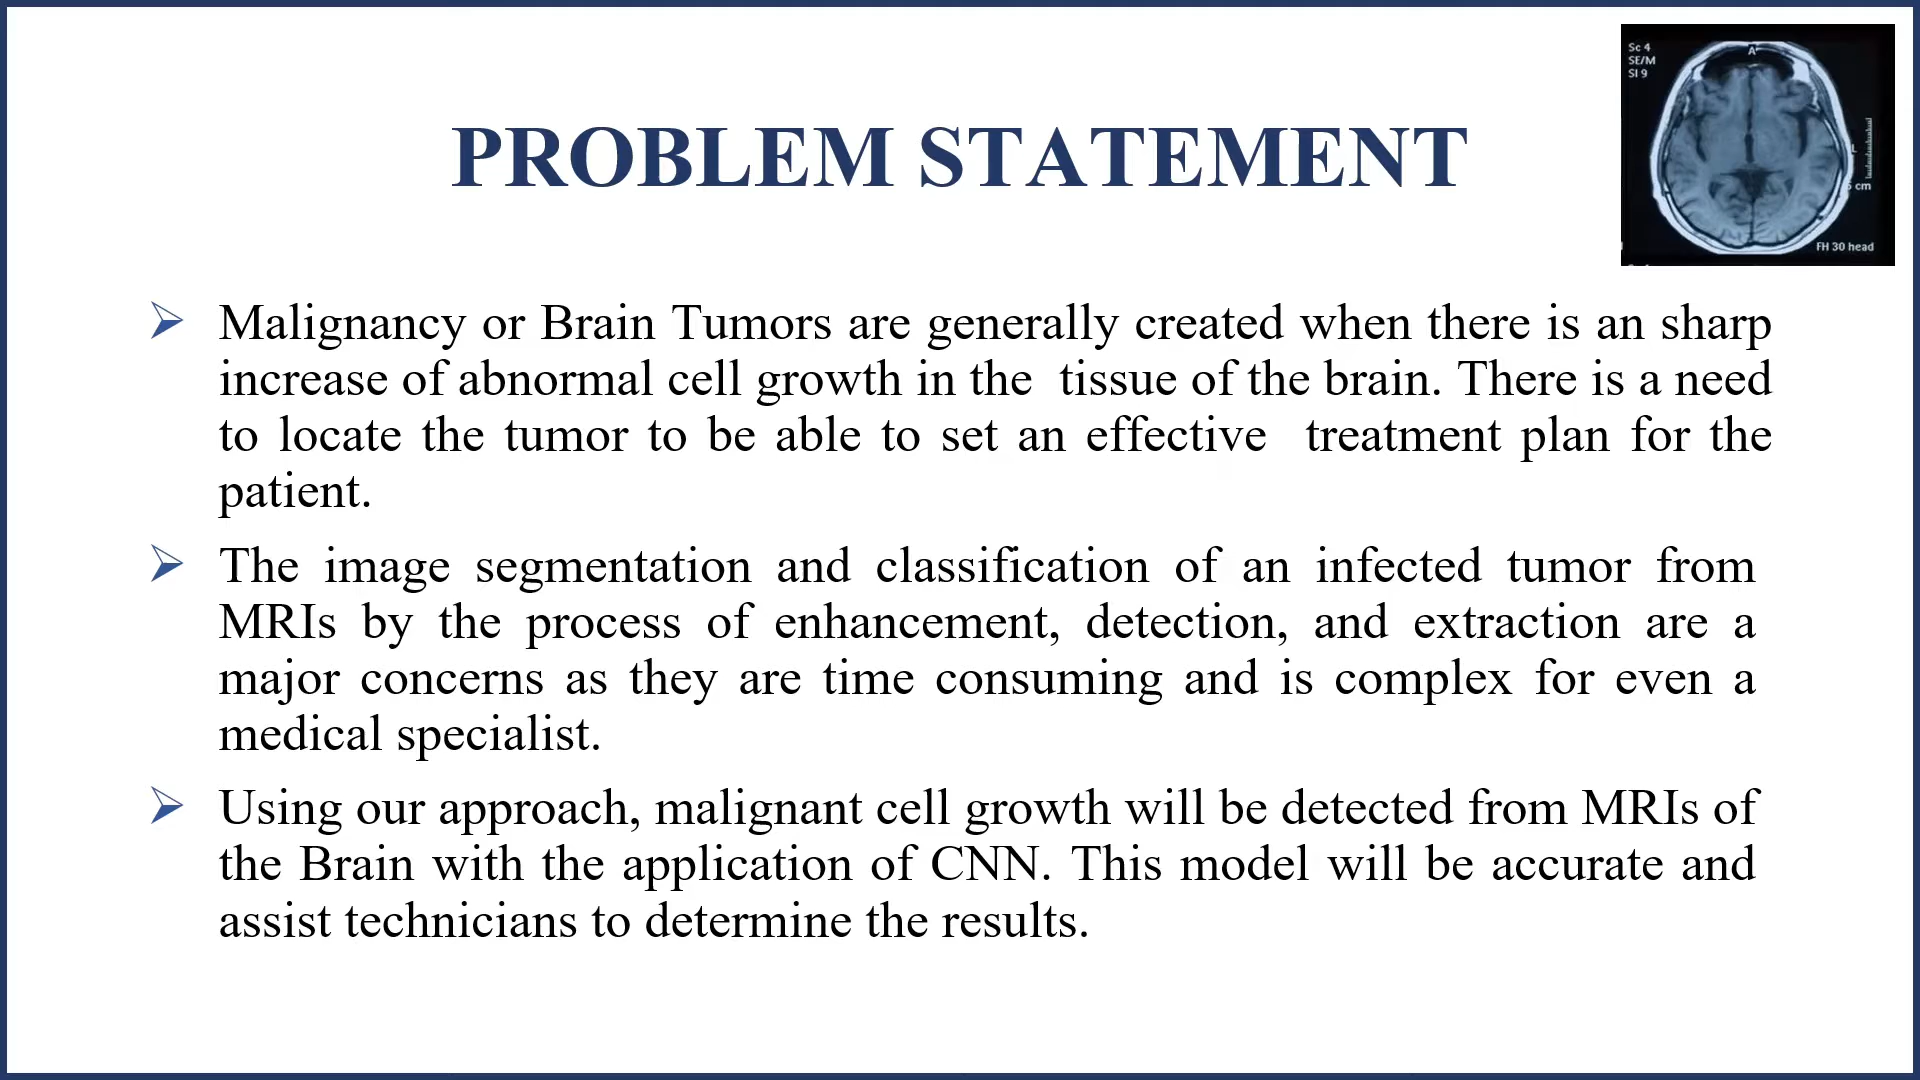 Sc 4
SE/M
SI 9
A
PROBLEM STATEMENT
L
cm
FH 30 head
Malignancy or Brain Tumors are generally created when there is an sharp
increase of abnormal cell growth in the tissue of the brain. There is a need
to locate the tumor to be able to set an effective treatment plan for the
patient.
The image segmentation and classification of an infected tumor from
MRIs by the process of enhancement, detection, and extraction are a
major concerns as they are time consuming and is complex for even a
medical specialist.
Using our approach, malignant cell growth will be detected from MRIs of
the Brain with the application of CNN. This model will be accurate and
assist technicians to determine the results.